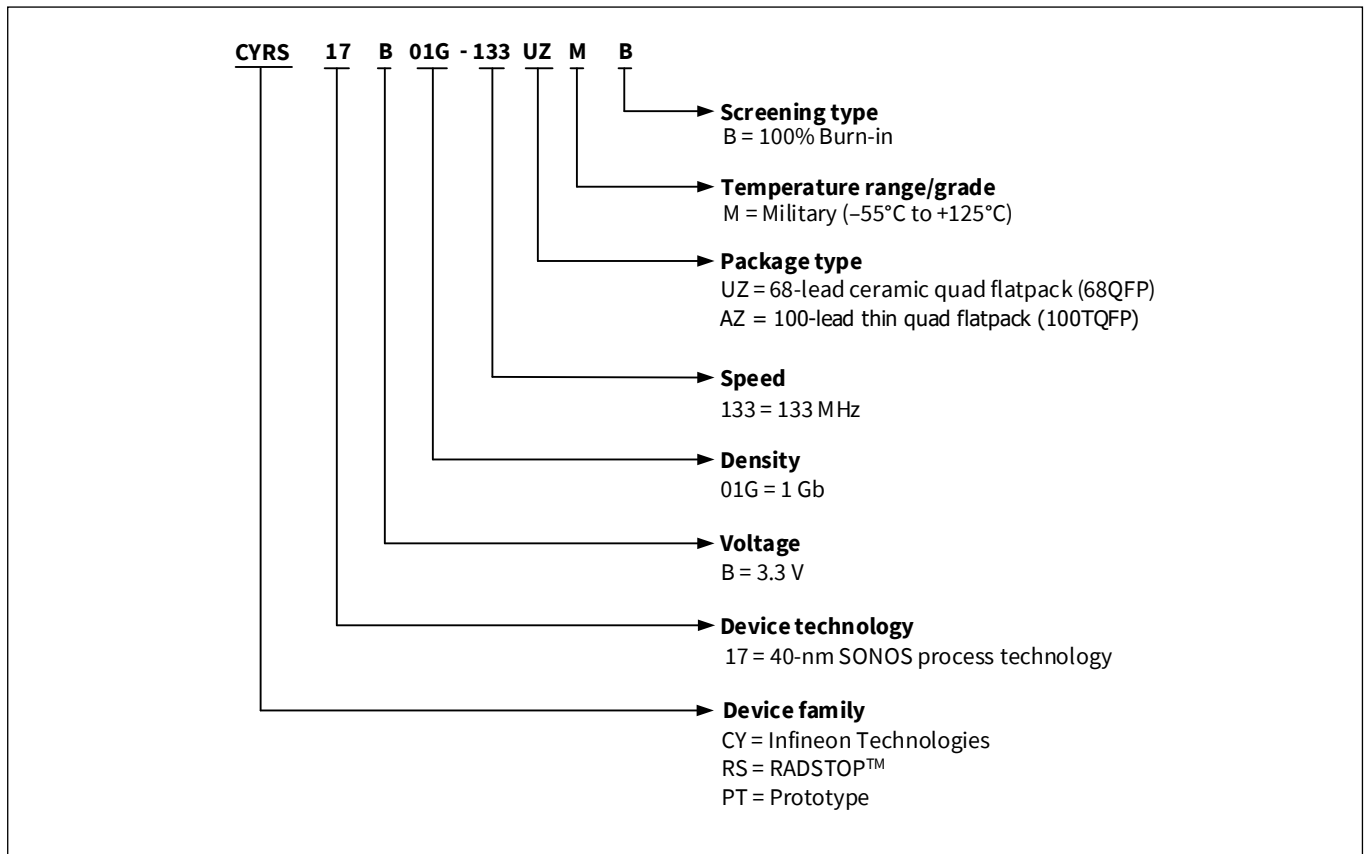 CYRS 17 B 01G - 133 UZ M B
Screening type
B = 100% Burn-in
Temperature range/grade
M = Military (–55°C to +125°C)
Package type
UZ = 68-lead ceramic quad flatpack (68QFP)
AZ = 100-lead thin quad flatpack (100TQFP)
Speed
133 = 133 MHz
Density
01G = 1 Gb
Voltage
B = 3.3 V
Device technology
17 = 40-nm SONOS process technology
Device family
CY = Infineon Technologies
RS = RADSTOP™
PT = Prototype